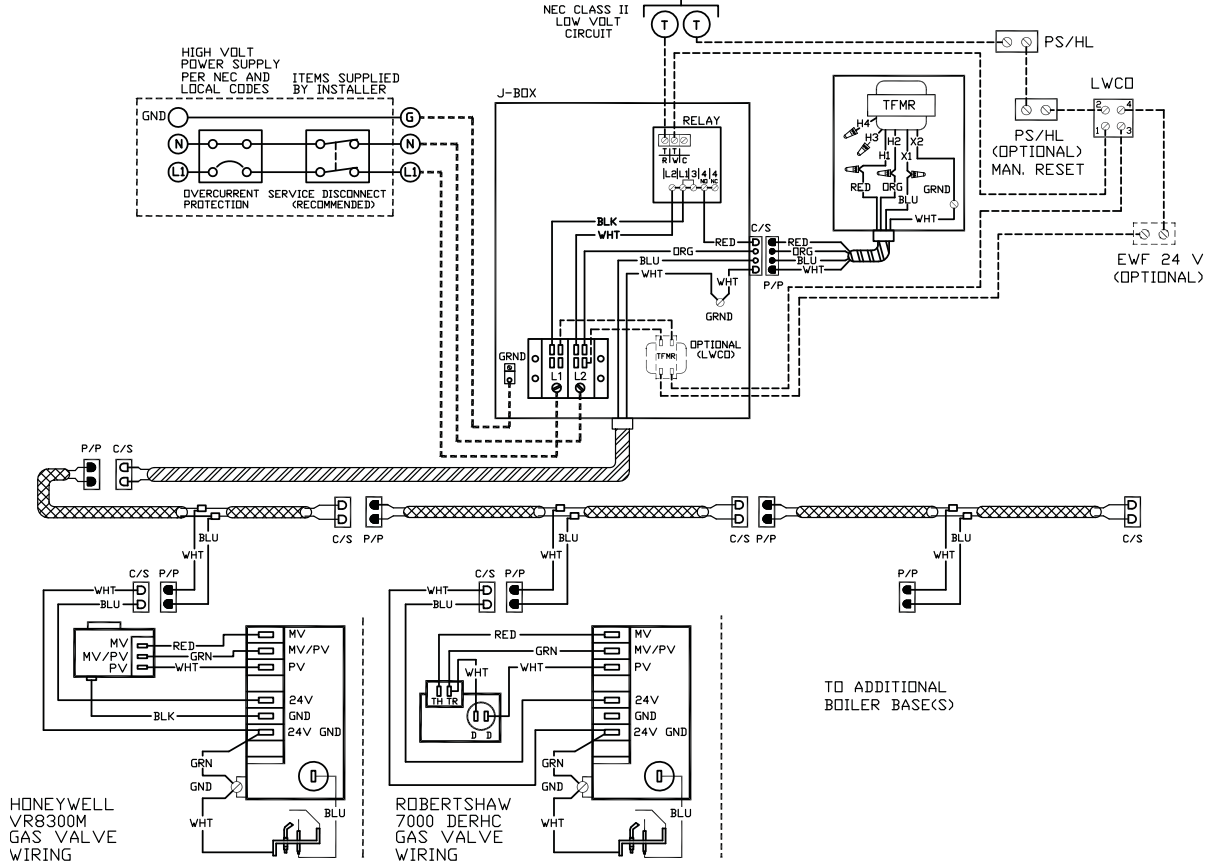 NEC CLASS II
LOW VOLT
CIRCUIT
T
T
PS/HL
HIGH VOLT
POWER SUPPLY
PER NEC AND
LOCAL CODES
ITEMS SUPPLIED
BY INSTALLER
GND
G
N
N
L1
L1
OVERCURRENT
PROTECTION
SERVICE DISCONNECT
(RECOMMENDED)
J-BOX
RELAY
T T
R W C
L2 L1 3 4 4
NO NC
TFMR
H4
H3
H2
X2
H1
X1
RED
ORG
BLU
GRND
WHT
LWCO
2
4
1
3
PS/HL
(OPTIONAL)
MAN. RESET
EWF 24 V
(OPTIONAL)
BLK
WHT
RED
ORG
BLU
WHT
C/S
RED
ORG
BLU
WHT
P/P
WHT
GRND
GRND
L1
L2
TFMR
OPTIONAL
(LWCO)
P/P
C/S
C/S
P/P
C/S
P/P
C/S
BLU
WHT
BLU
WHT
BLU
WHT
C/S
P/P
WHT
BLU
C/S
P/P
WHT
BLU
P/P
MV
MV/PV
PV
RED
GRN
WHT
BLK
MV
MV/PV
PV
24V
GND
24V GND
GRN
GND
WHT
BLU
HONEYWELL
VR8300M
GAS VALVE
WIRING
RED
GRN
WHT
WHT
TH TR
D D
MV
MV/PV
PV
24V
GND
24V GND
GRN
GND
WHT
BLU
ROBERTSHAW
7000 DERHC
GAS VALVE
WIRING
TO ADDITIONAL
BOILER BASE(S)